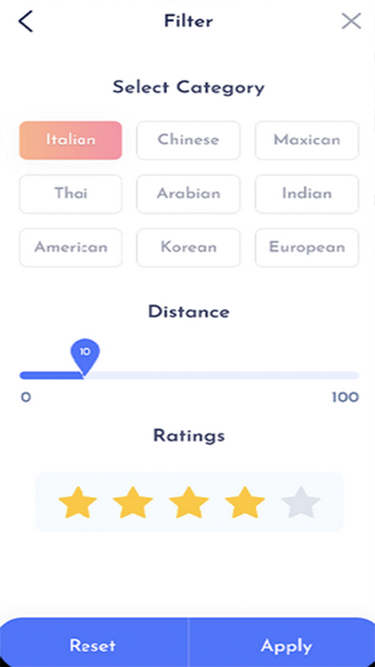 Filter
Select Category
Italian Chinese Maxican
Thai Arabian Indian
American Korean European
Distance
10
0 100
Ratings
Reset Apply